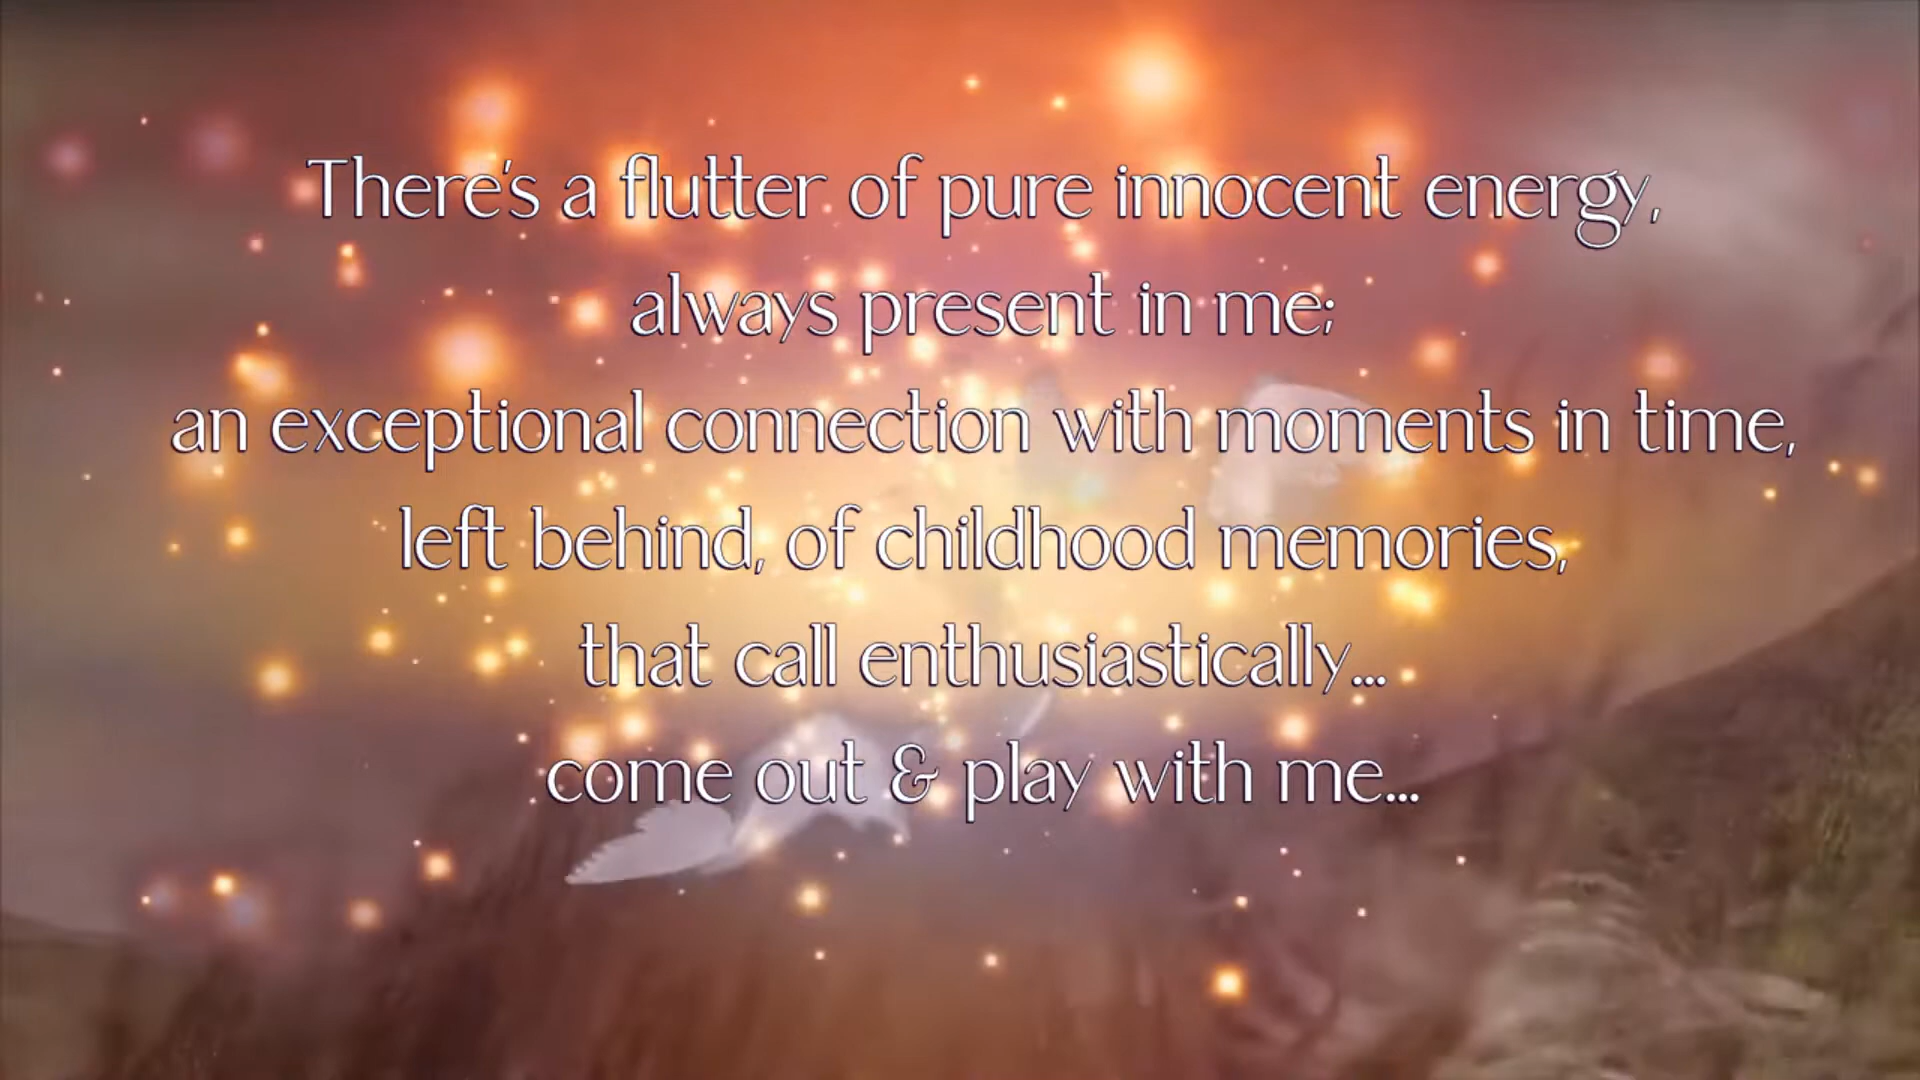 There's a flutter of pure innocent energy,
always present in me;
an exceptional connection with moments in time,
left behind, of childhood memories,
that call enthusiastically...
come out & play with me...